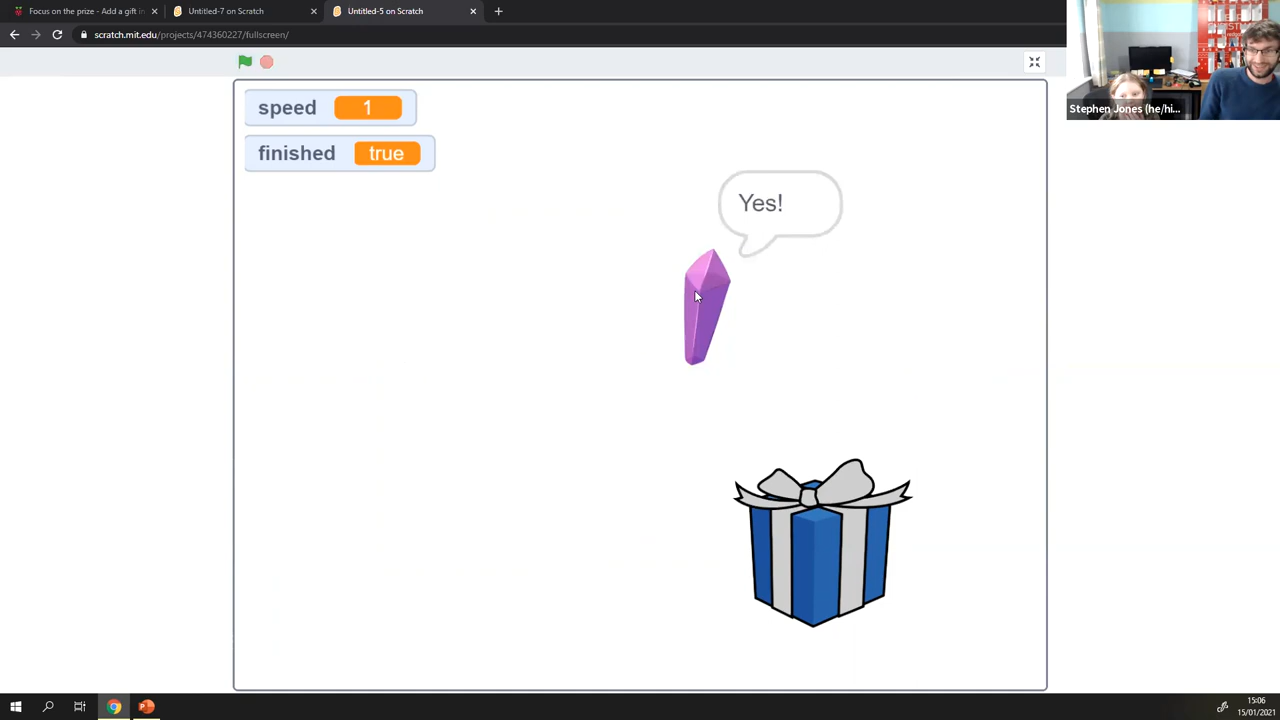 Focus on the prize - Add a gift in
Untitled-7 on Scratch
Untitled-5 on Scratch
scratch.mit.edu/projects/474360227/fullscreen/
Stephen Jones (he/hi...
speed 1
finished true
Yes!
15:06
15/01/2021